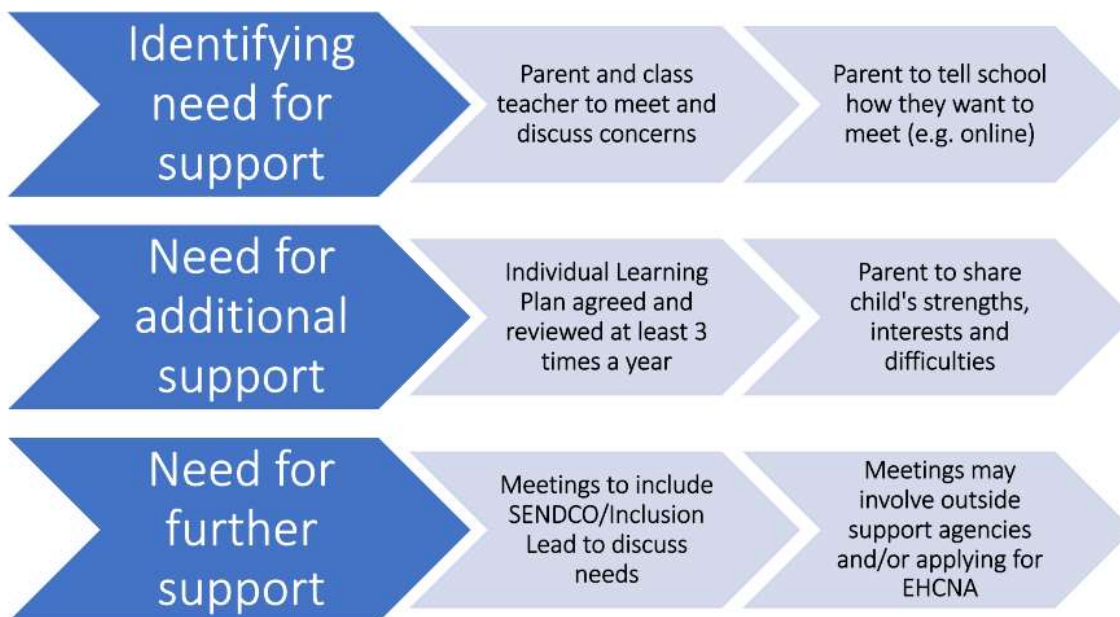 Identifying
need for
support
Parent and class
teacher to meet and
discuss concerns
Parent to tell school
how they want to
meet (e.g. online)
Need for
additional
support
Individual Learning
Plan agreed and
reviewed at least 3
times a year
Parent to share
child's strengths,
interests and
difficulties
Need for
further
support
Meetings to include
SENDCO/Inclusion
Lead to discuss
needs
Meetings may
involve outside
support agencies
and/or applying for
EHCNA